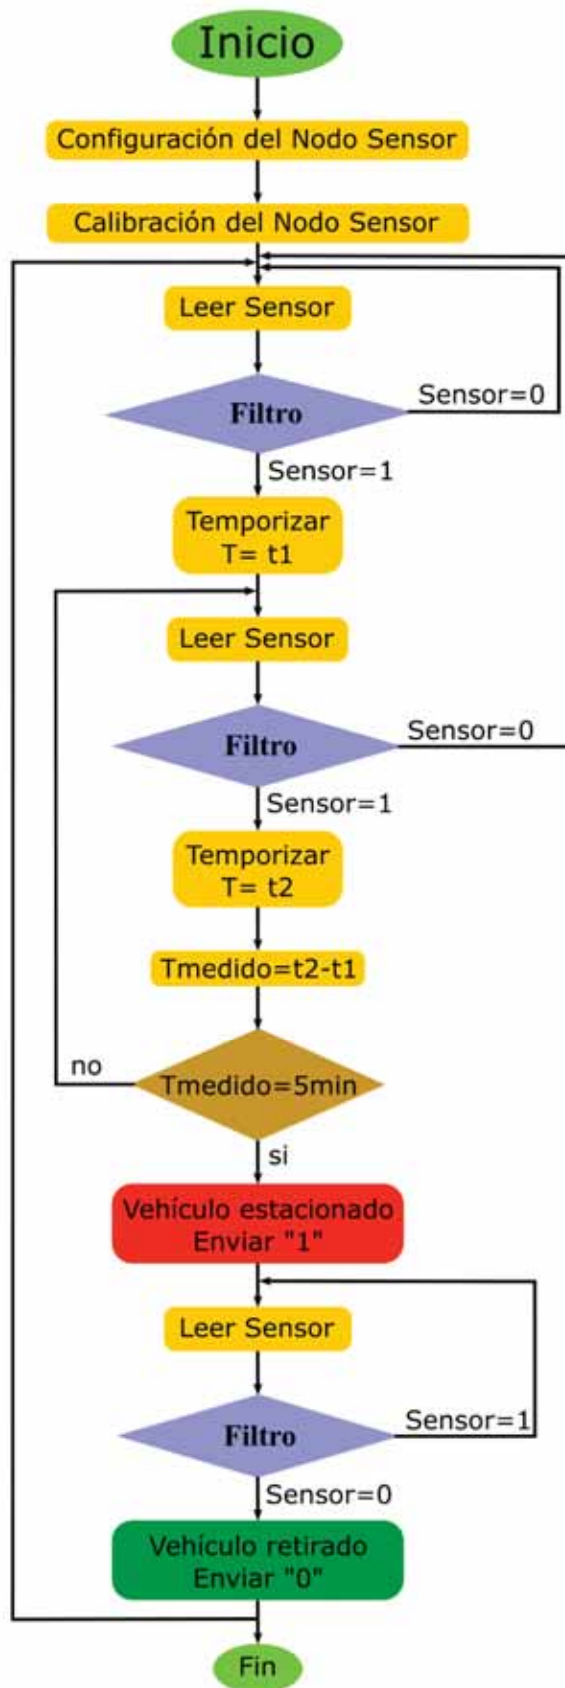 Inicio
Configuración del Nodo Sensor
Calibración del Nodo Sensor
Leer Sensor
Filtro
Sensor=0
Sensor=1
Temporizar
T= t1
Leer Sensor
Filtro
Sensor=0
Sensor=1
Temporizar
T= t2
Tmedido=t2-t1
no
Tmedido=5min
si
Vehículo estacionado
Enviar "1"
Leer Sensor
Filtro
Sensor=1
Sensor=0
Vehículo retirado
Enviar "0"
Fin